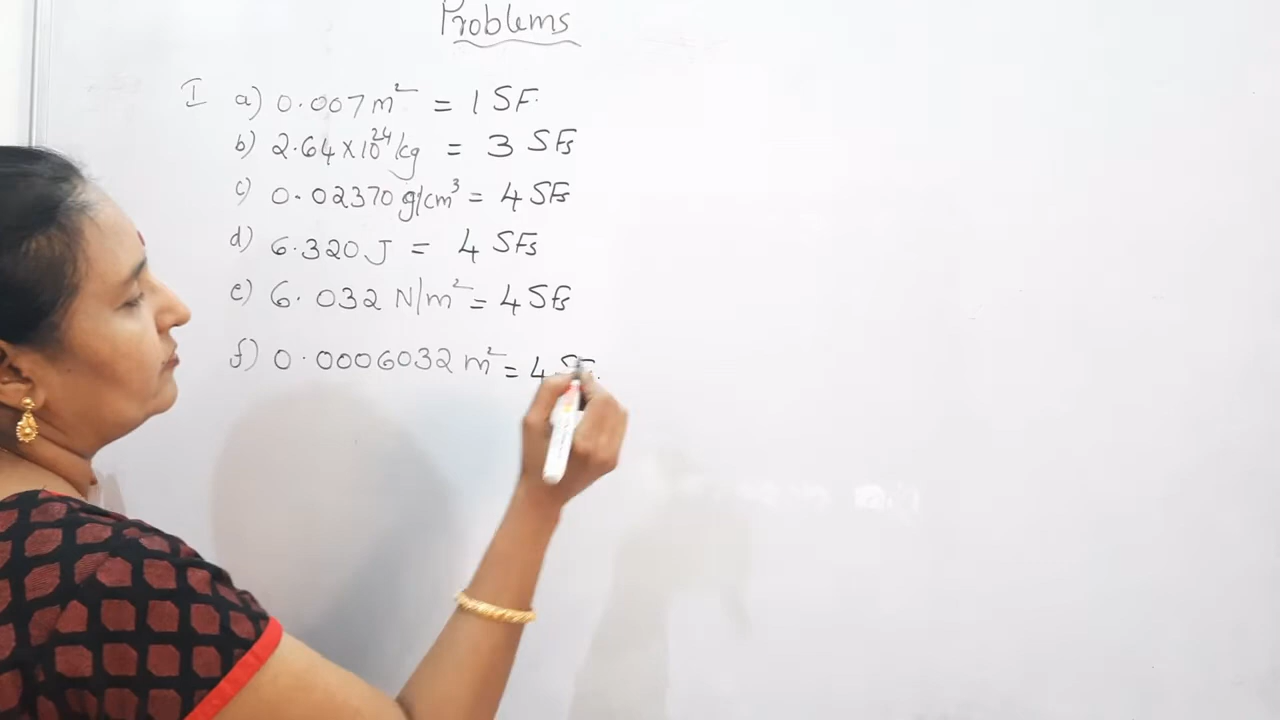 Problems
I a) 0.007 m² = 1 SF.
b) 2.64 x 10²⁴ kg = 3 SFs
c) 0.02370 g/cm³ = 4 SFs
d) 6.320 J = 4 SFs
e) 6.032 N/m² = 4 SFs
f) 0.0006032 m² = 4 SF